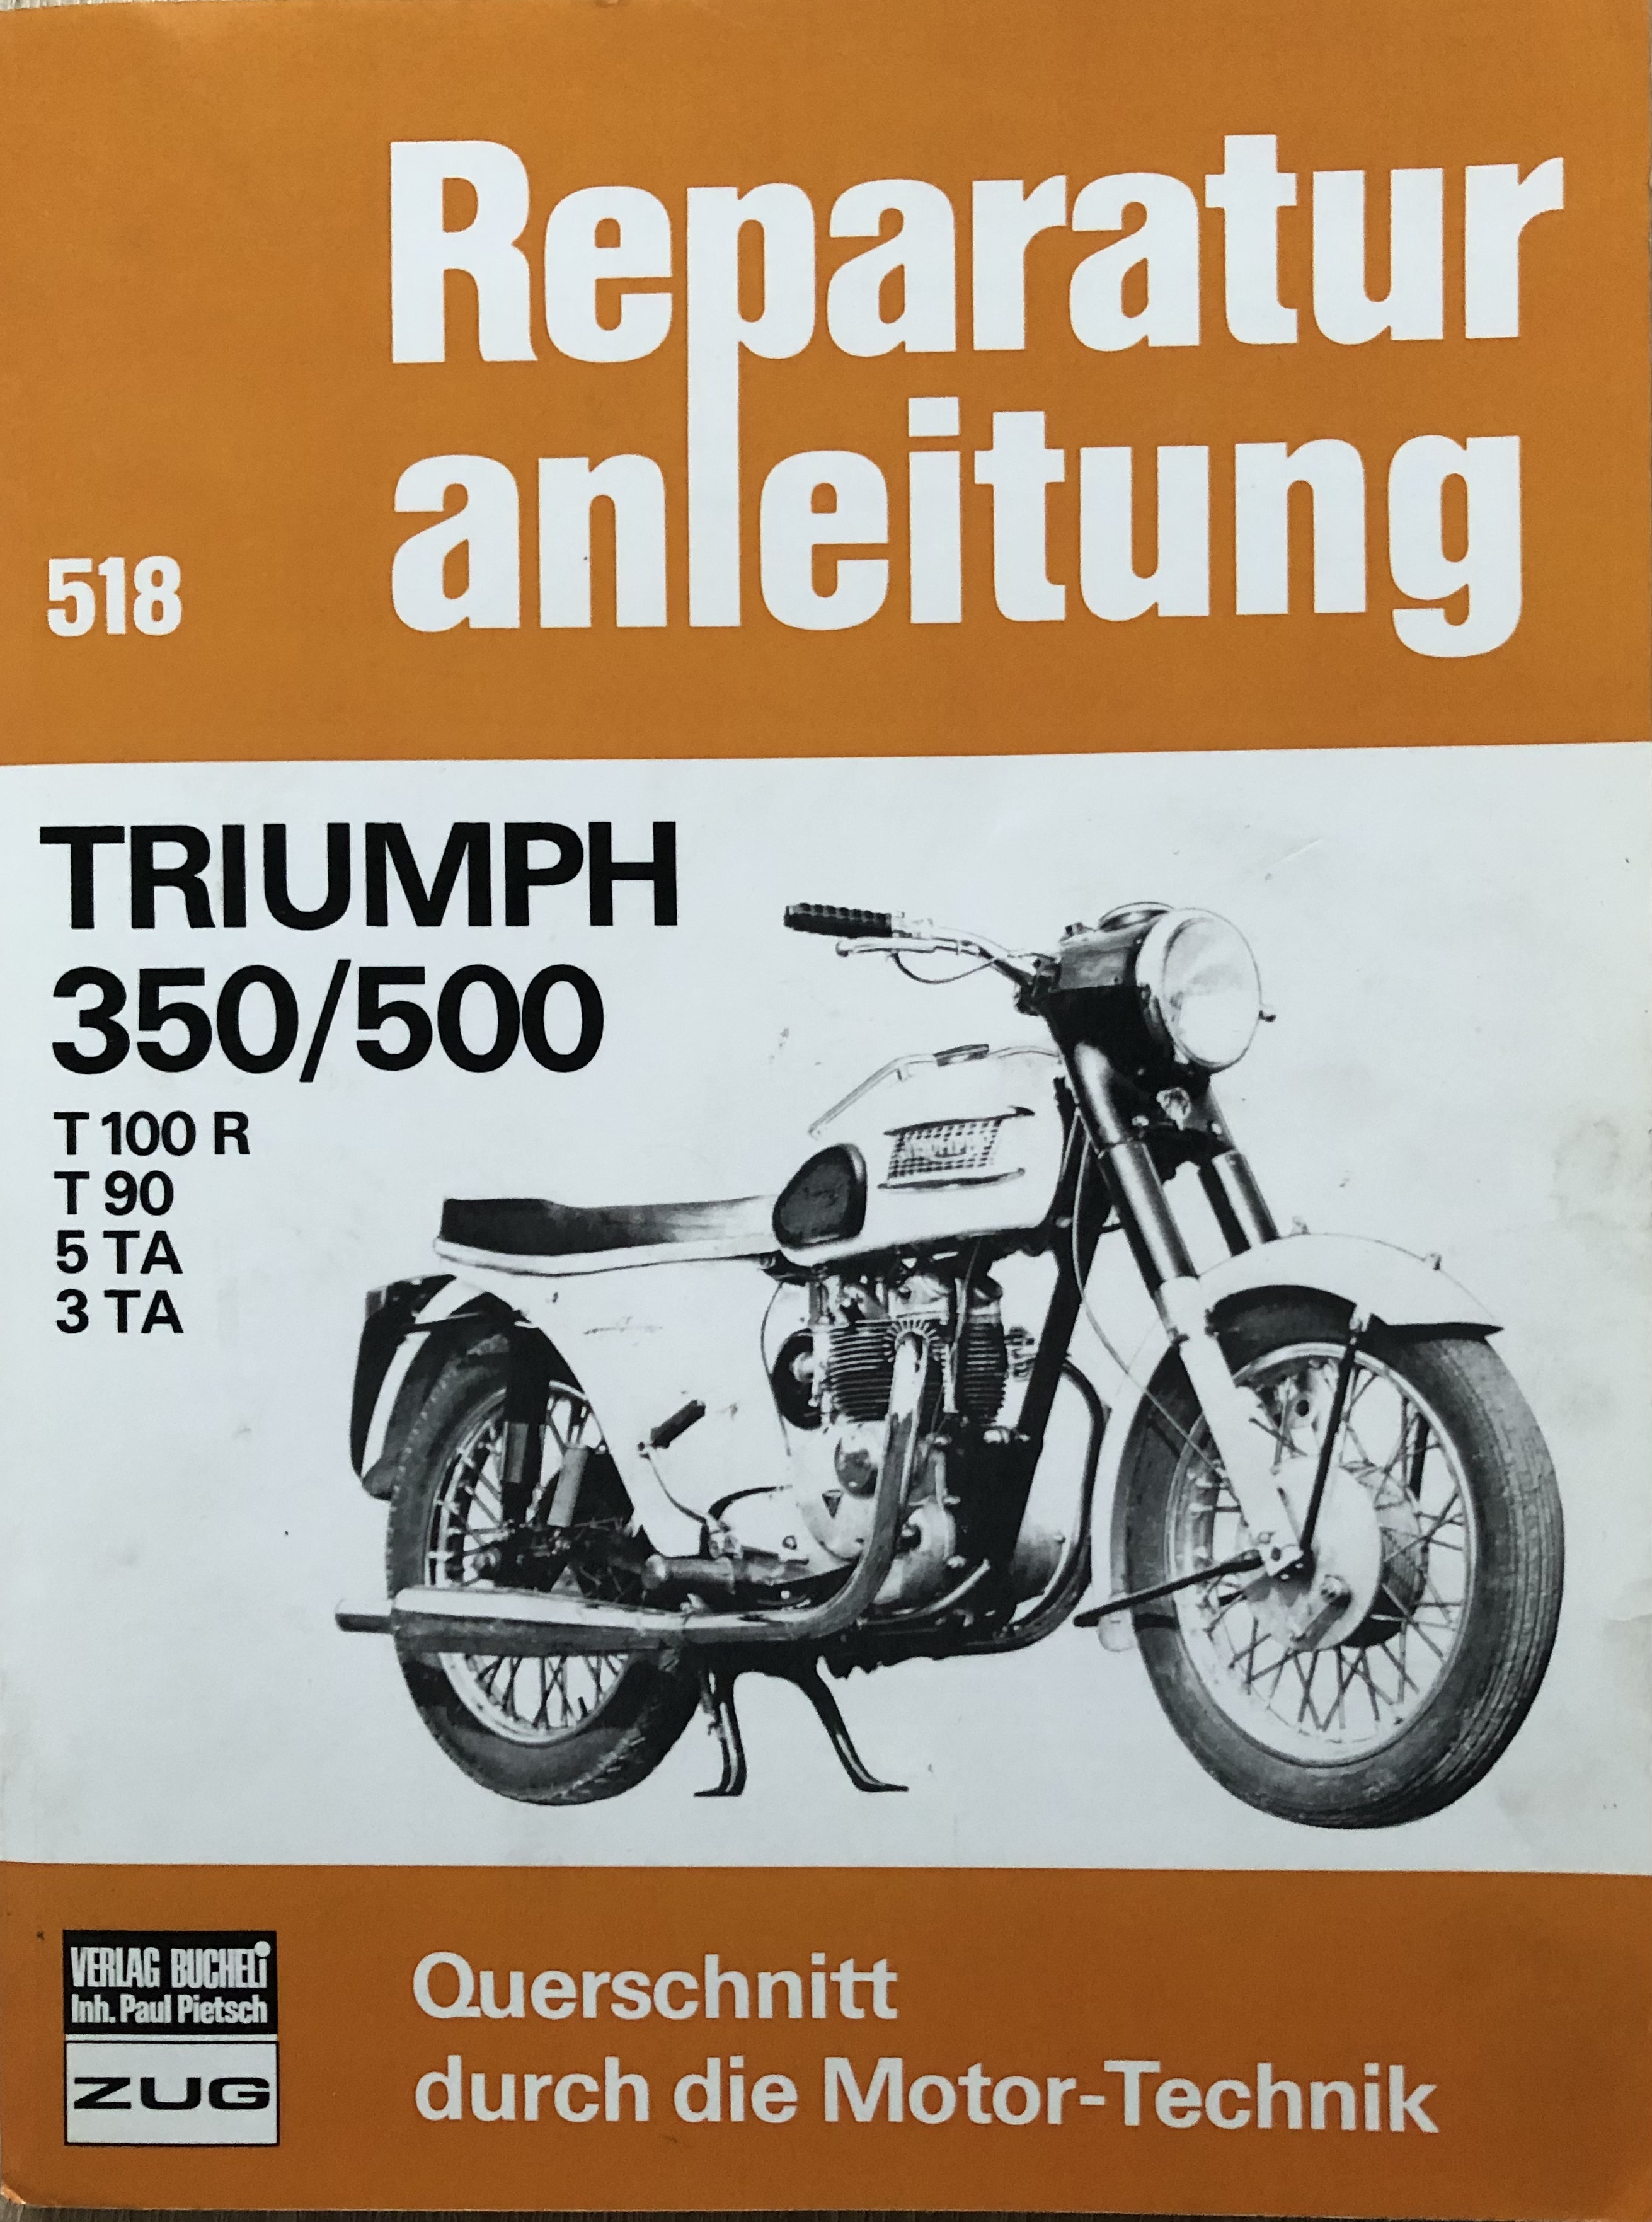 Reparatur
anleitung
518
TRIUMPH
350/500
T 100 R
T 90
5 TA
3 TA
TRIUMPH
VERLAG BUCHELi
Inh. Paul Pietsch
ZUG
Querschnitt
durch die Motor-Technik